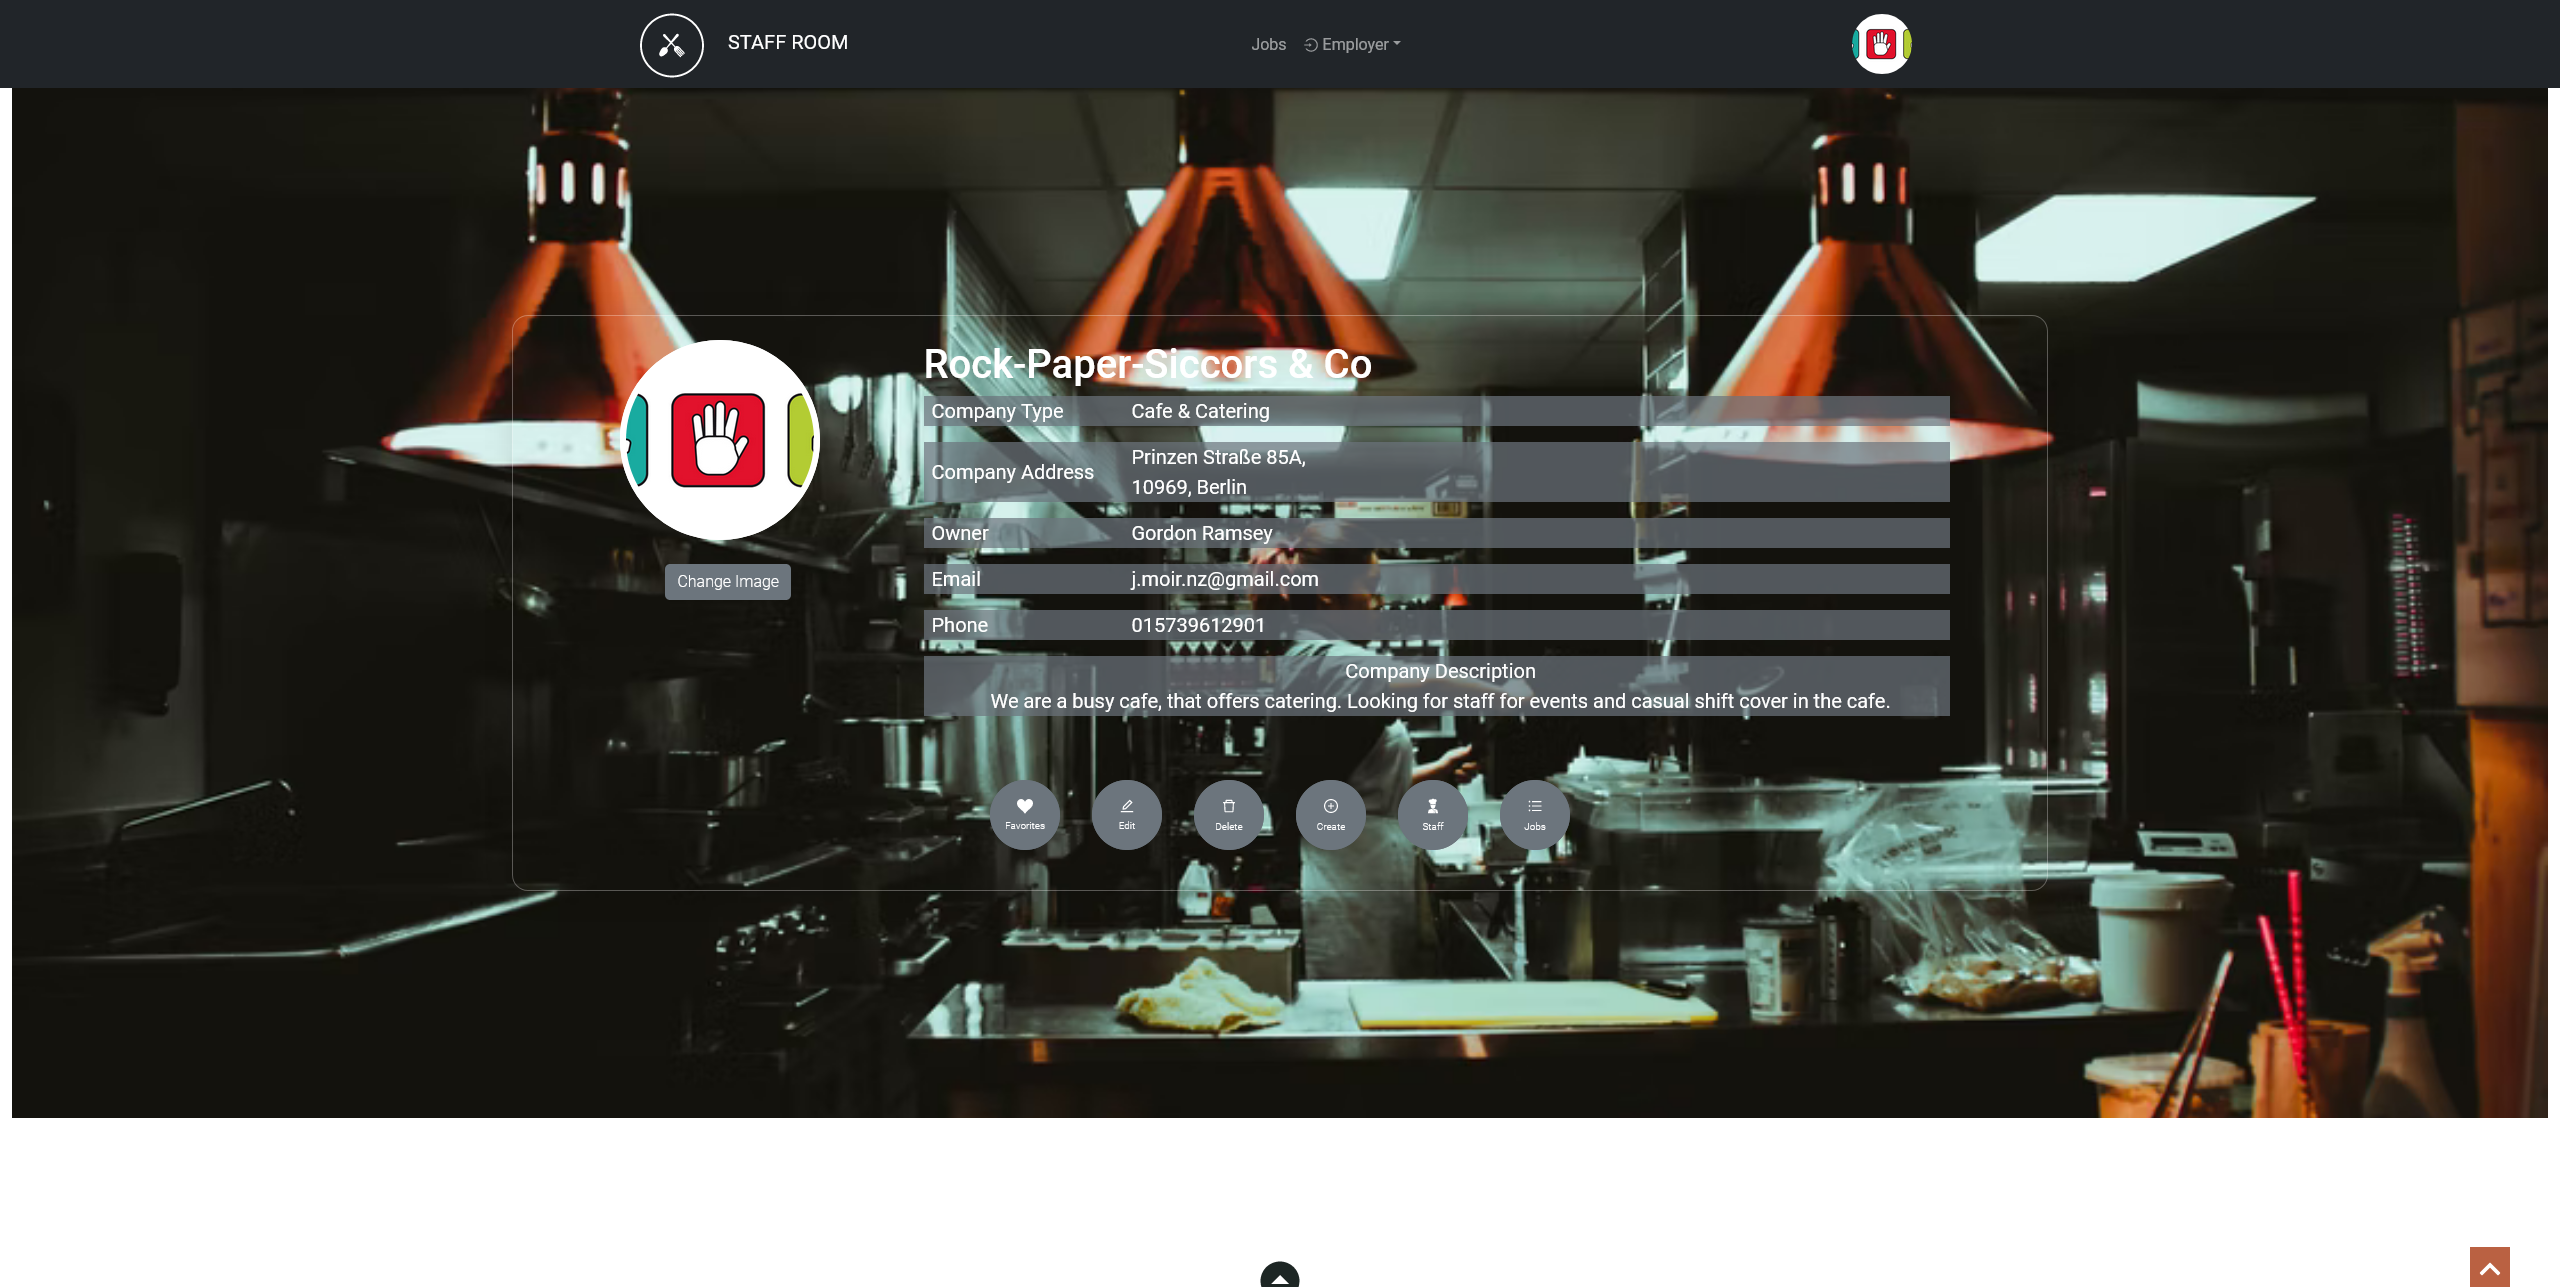 STAFF ROOM
Jobs
Employer
Rock-Paper-Siccors & Co
Company Type
Cafe & Catering
Company Address
Prinzen Straße 85A,
10969, Berlin
Owner
Gordon Ramsey
Email
j.moir.nz@gmail.com
Phone
015739612901
Change Image
Company Description
We are a busy cafe, that offers catering. Looking for staff for events and casual shift cover in the cafe.
Favorites
Edit
Delete
Create
Staff
Jobs